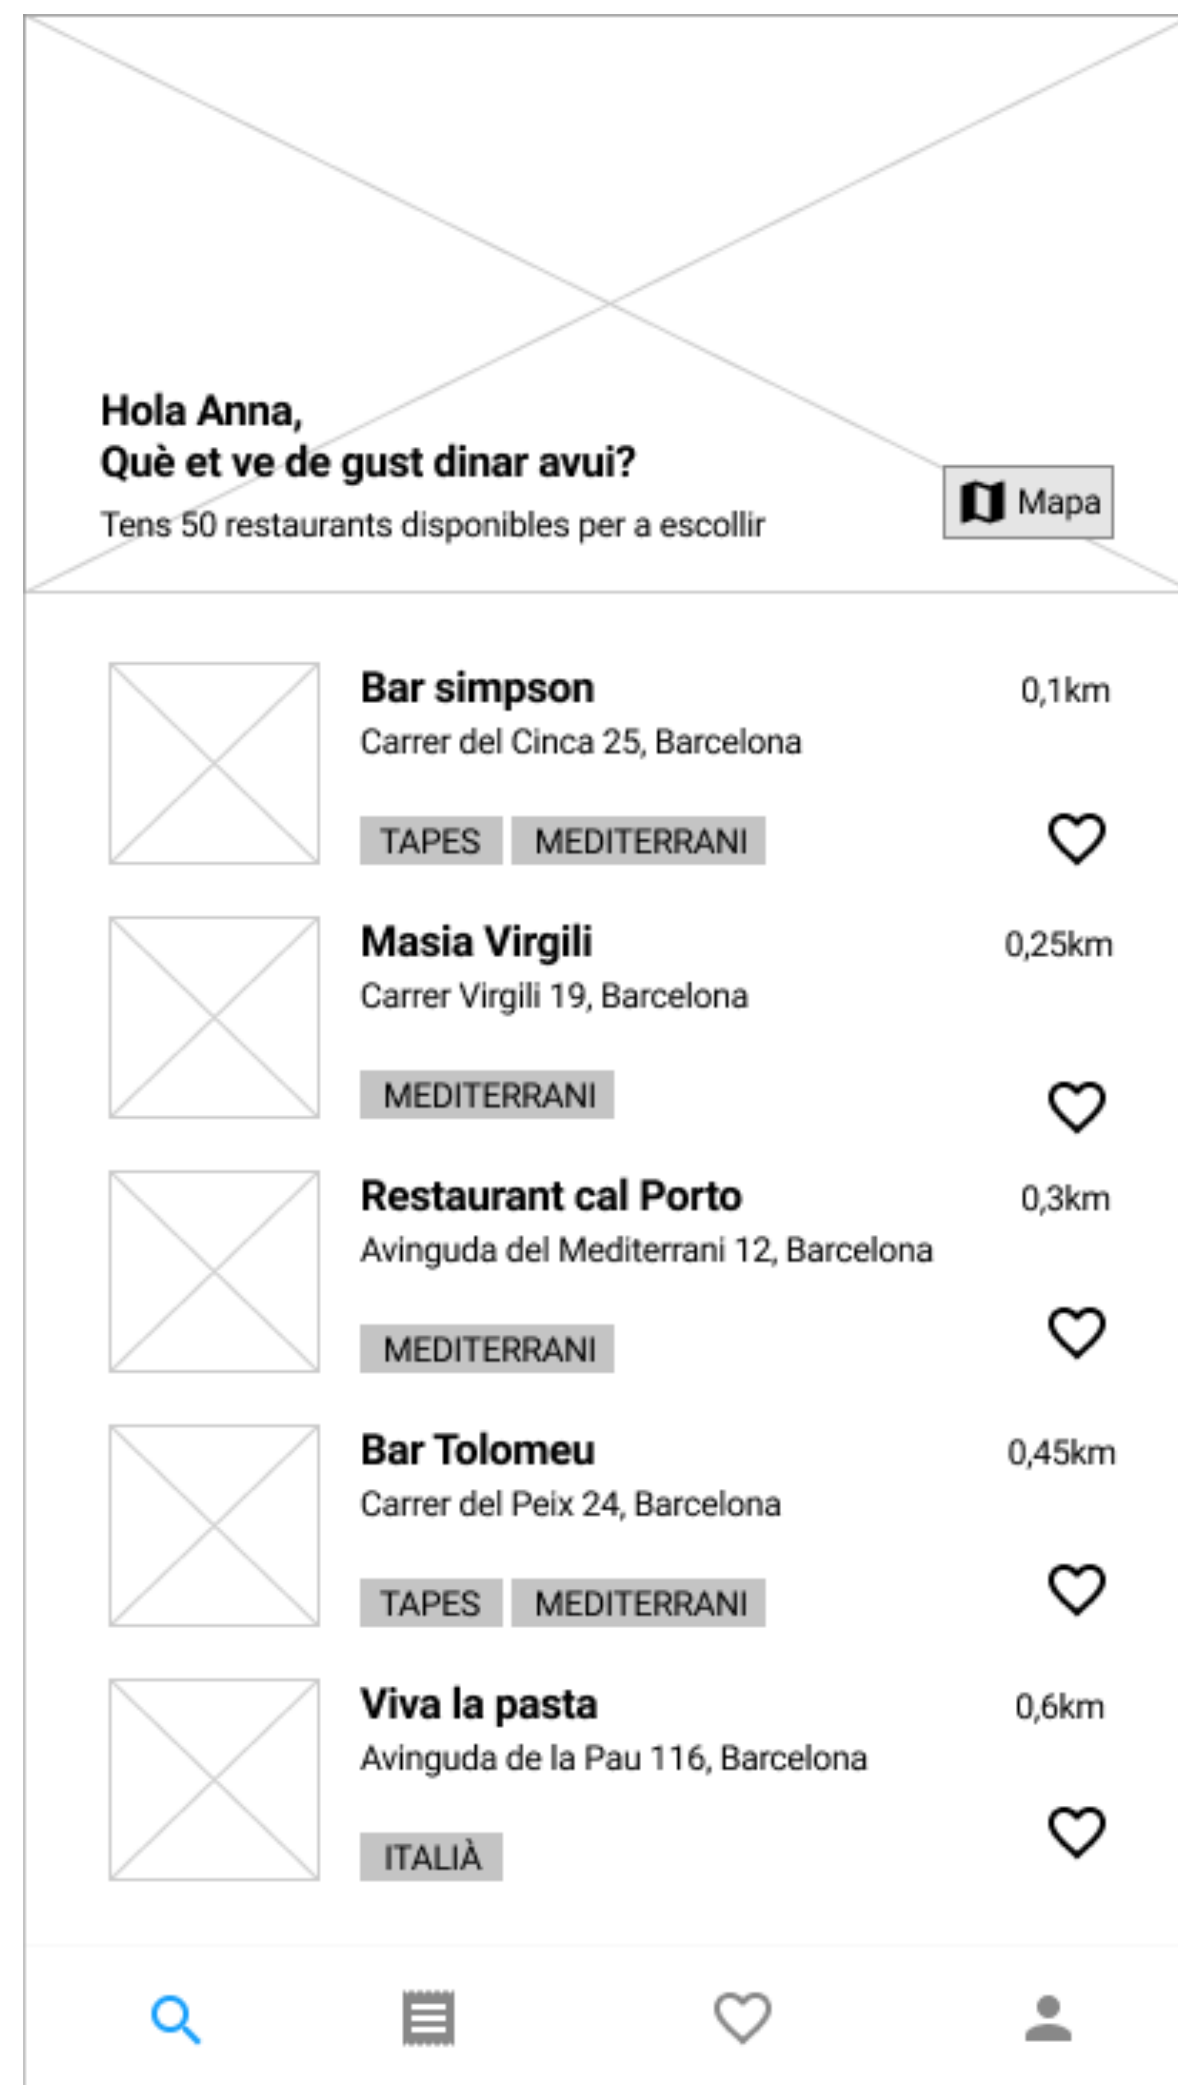 Hola Anna,
Què et ve de gust dinar avui?
Tens 50 restaurants disponibles per a escollir
Mapa
Bar simpson
0,1km
Carrer del Cinca 25, Barcelona
TAPES MEDITERRANI
Masia Virgili
0,25km
Carrer Virgili 19, Barcelona
MEDITERRANI
Restaurant cal Porto
0,3km
Avinguda del Mediterrani 12, Barcelona
MEDITERRANI
Bar Tolomeu
0,45km
Carrer del Peix 24, Barcelona
TAPES MEDITERRANI
Viva la pasta
0,6km
Avinguda de la Pau 116, Barcelona
ITALIÀ